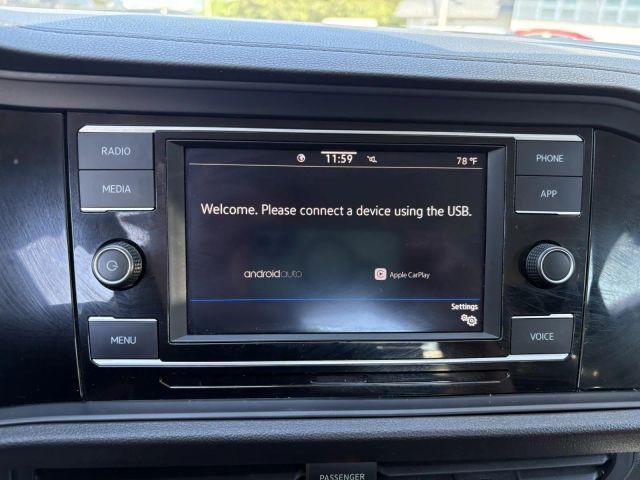 RADIO
MEDIA
MENU
11:59
78 °F
Welcome. Please connect a device using the USB.
androidauto
Apple CarPlay
Settings
PHONE
APP
VOICE
PASSENGER